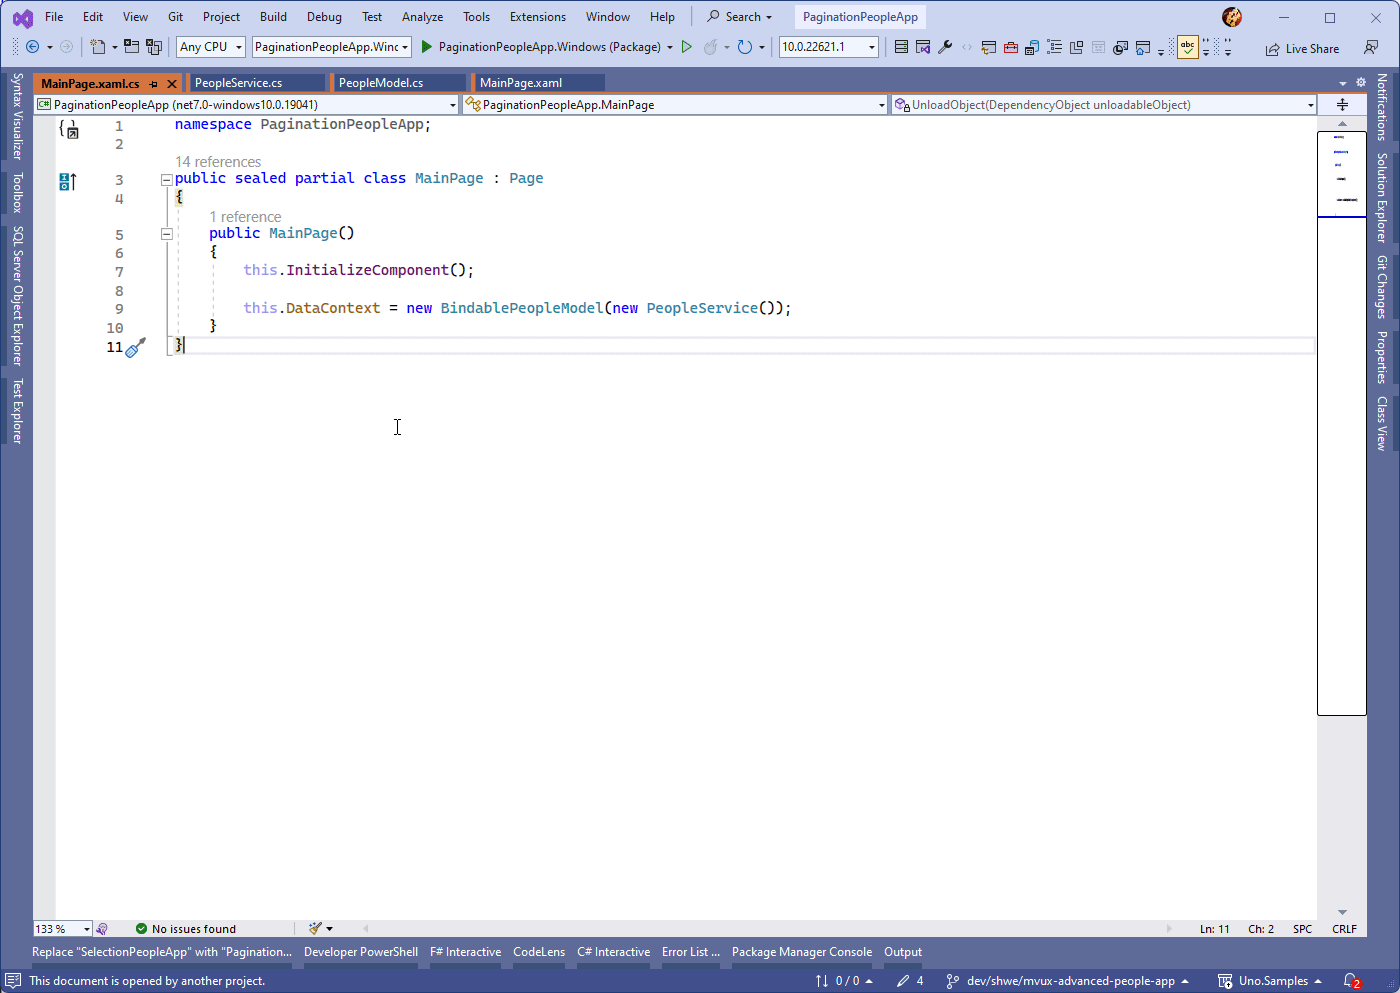 File Edit View Git Project Build Debug Test Analyze Tools Extensions Window Help Search PaginationPeopleApp
Any CPU PaginationPeopleApp.Winc PaginationPeopleApp.Windows (Package) 10.0.22621.1 abc Live Share
MainPage.xaml.cs PeopleService.cs PeopleModel.cs MainPage.xaml
C# PaginationPeopleApp (net7.0-windows10.0.19041) PaginationPeopleApp.MainPage UnloadObject(DependencyObject unloadableObject)
Syntax Visualizer
Toolbox
SQL Server Object Explorer
Test Explorer
1 namespace PaginationPeopleApp;
2
14 references
3 public sealed partial class MainPage : Page
4 {
1 reference
5 public MainPage()
6 {
7 this.InitializeComponent();
8
9 this.DataContext = new BindablePeopleModel(new PeopleService());
10 }
11 }
Notifications
Solution Explorer
Git Changes
Properties
Class View
133 % No issues found Ln: 11 Ch: 2 SPC CRLF
Replace "SelectionPeopleApp" with "Pagination... Developer PowerShell F# Interactive CodeLens C# Interactive Error List ... Package Manager Console Output
This document is opened by another project. 0 / 0 4 dev/shwe/mvux-advanced-people-app Uno.Samples 2